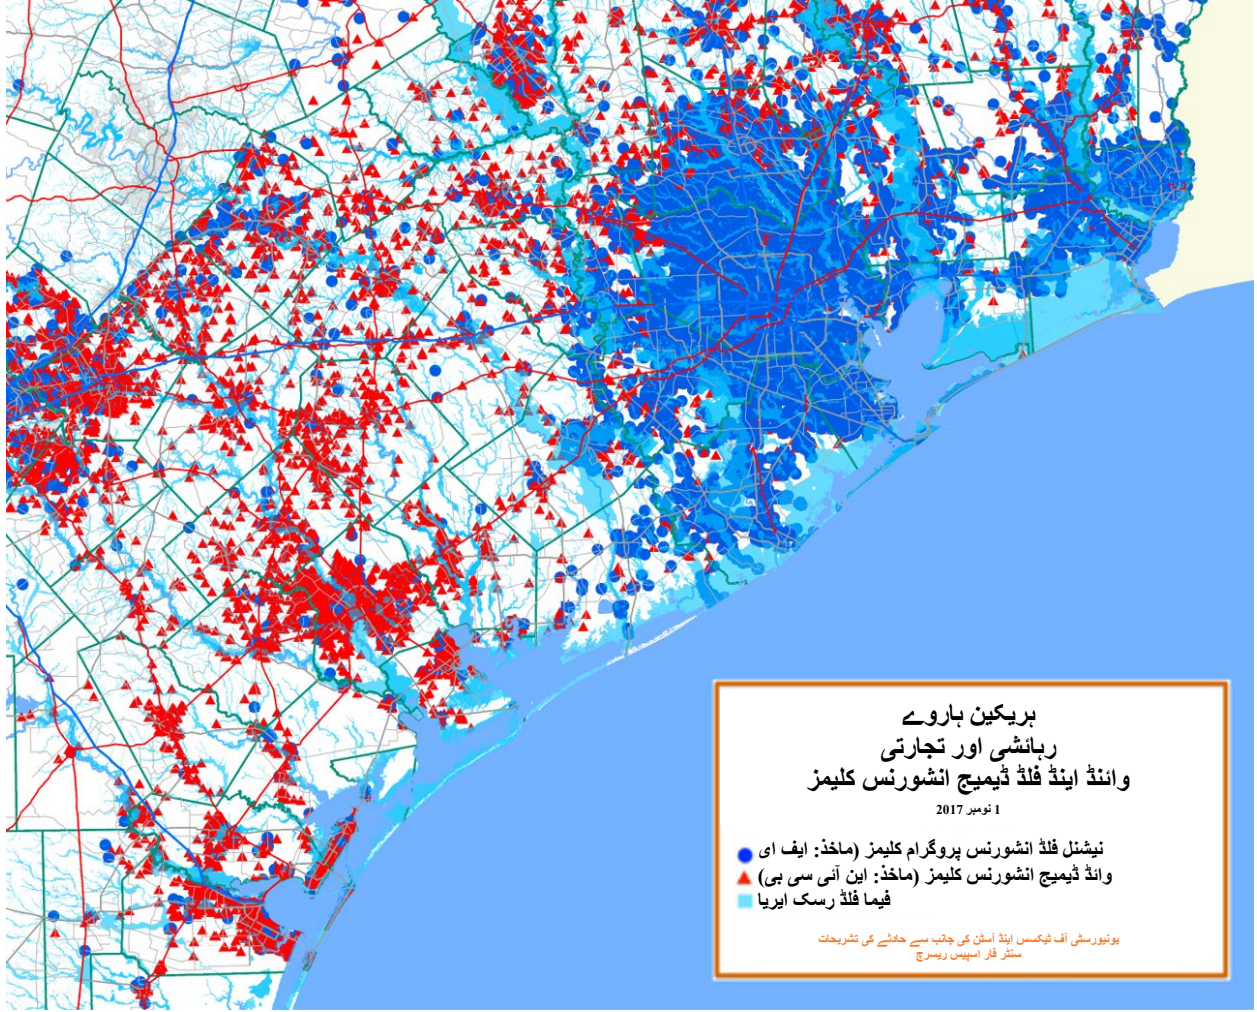 ہریکین ہاروے
رہائشی اور تجارتی
وائنڈ اینڈ فلڈ ڈیمیج انشورنس کلیمز
1 نومبر 2017
نیشنل فلڈ انشورنس پروگرام کلیمز (ماخذ: ایف ای
وانڈ ڈیمیج انشورنس کلیمز (ماخذ: این آئی سی بی)
فیما فلڈ رسک ایریا
یونیورسٹی آف ٹیکسس اینڈ آسٹن کی جانب سے حادثے کی تشریحات
سنٹر فار اسپیس ریسرچ